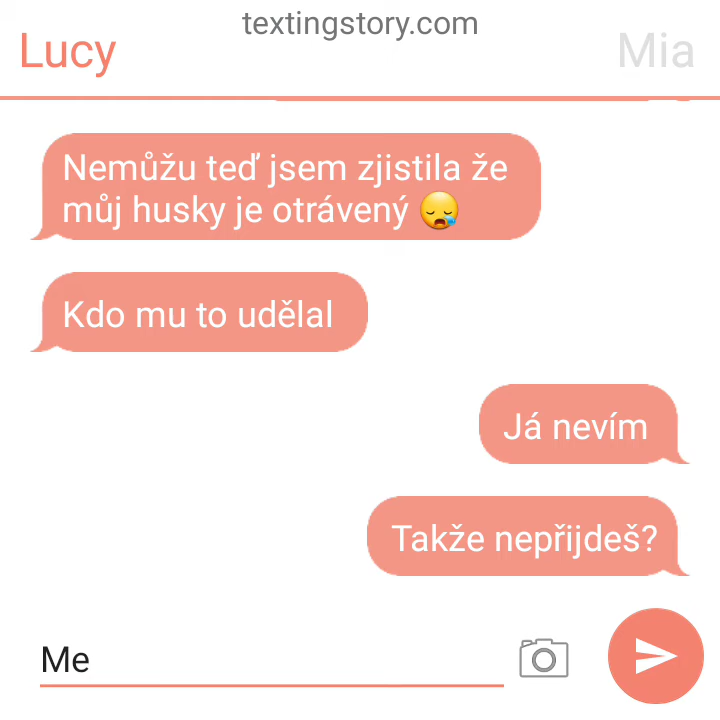 textingstory.com
Lucy
Mia
Nemůžu teď jsem zjistila že
můj husky je otrávený 😪
Kdo mu to udělal
Já nevím
Takže nepřijdeš?
Me